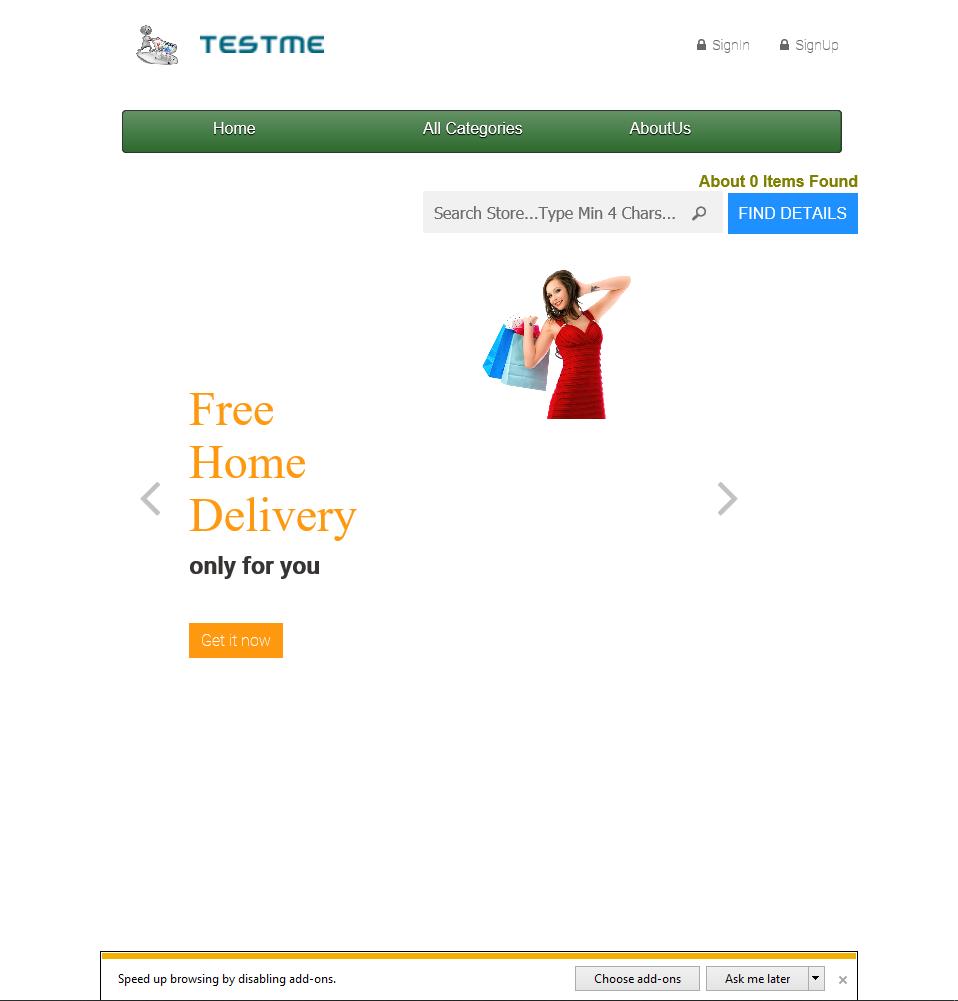 TESTME
SignIn
SignUp
Home
All Categories
AboutUs
About 0 Items Found
Search Store...Type Min 4 Chars...
FIND DETAILS
Free
Home
Delivery
only for you
Get it now
Speed up browsing by disabling add-ons.
Choose add-ons
Ask me later